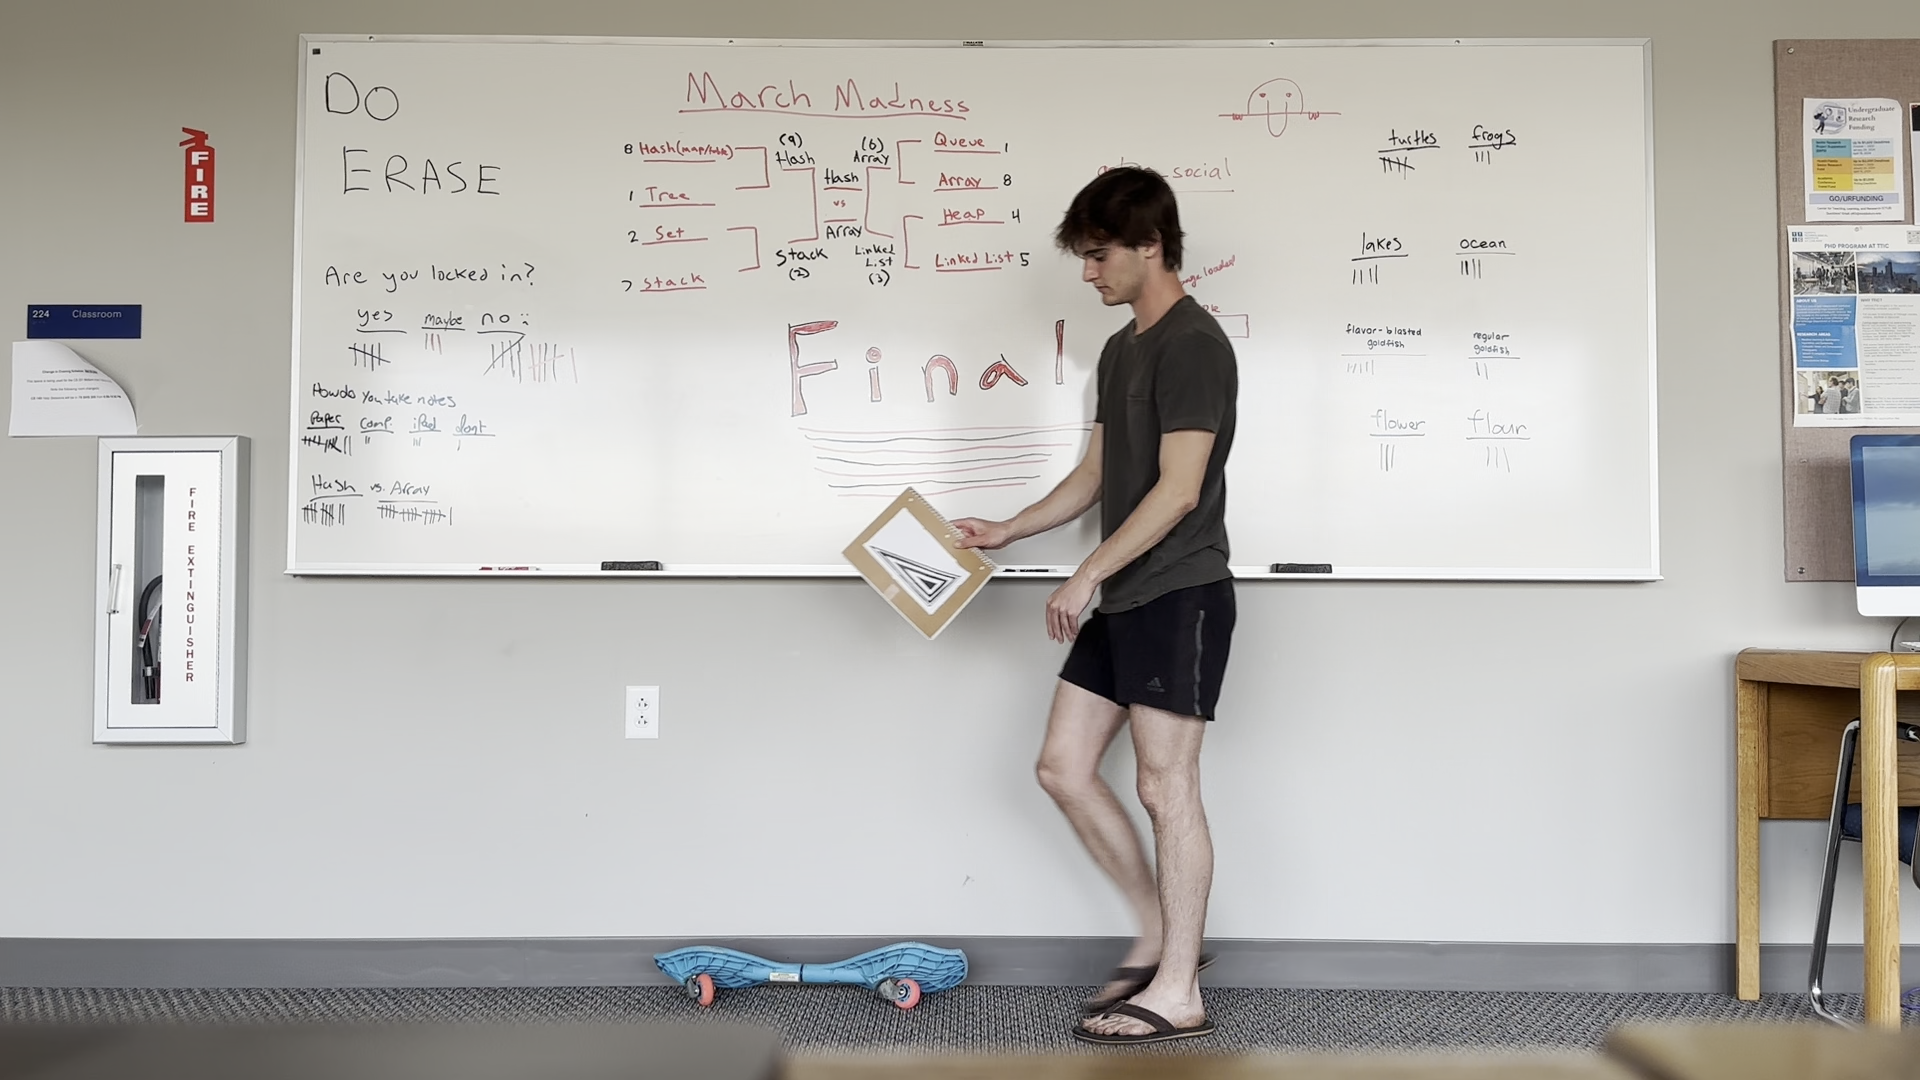 Do
ERASE
Are you locked in?
yes
maybe
no :
How do you take notes
Paper
Comp.
iPad
dont
Hash vs. Array
March Madness
8 Hash(map/table)
1 Tree
2 Set
7 Stack
(9)
Hash
Stack
(2)
Hash
vs
Array
(6)
Array
Linked
List
(3)
Queue 1
Array 8
Heap 4
Linked List 5
Final
social
turtles
frogs
lakes
ocean
flavor-blasted
goldfish
regular
goldfish
flower
flour
FIRE
224 Classroom
FIRE EXTINGUISHER
Undergraduate
Research
Funding
GO/URFUNDING
PHD PROGRAM AT TTIC